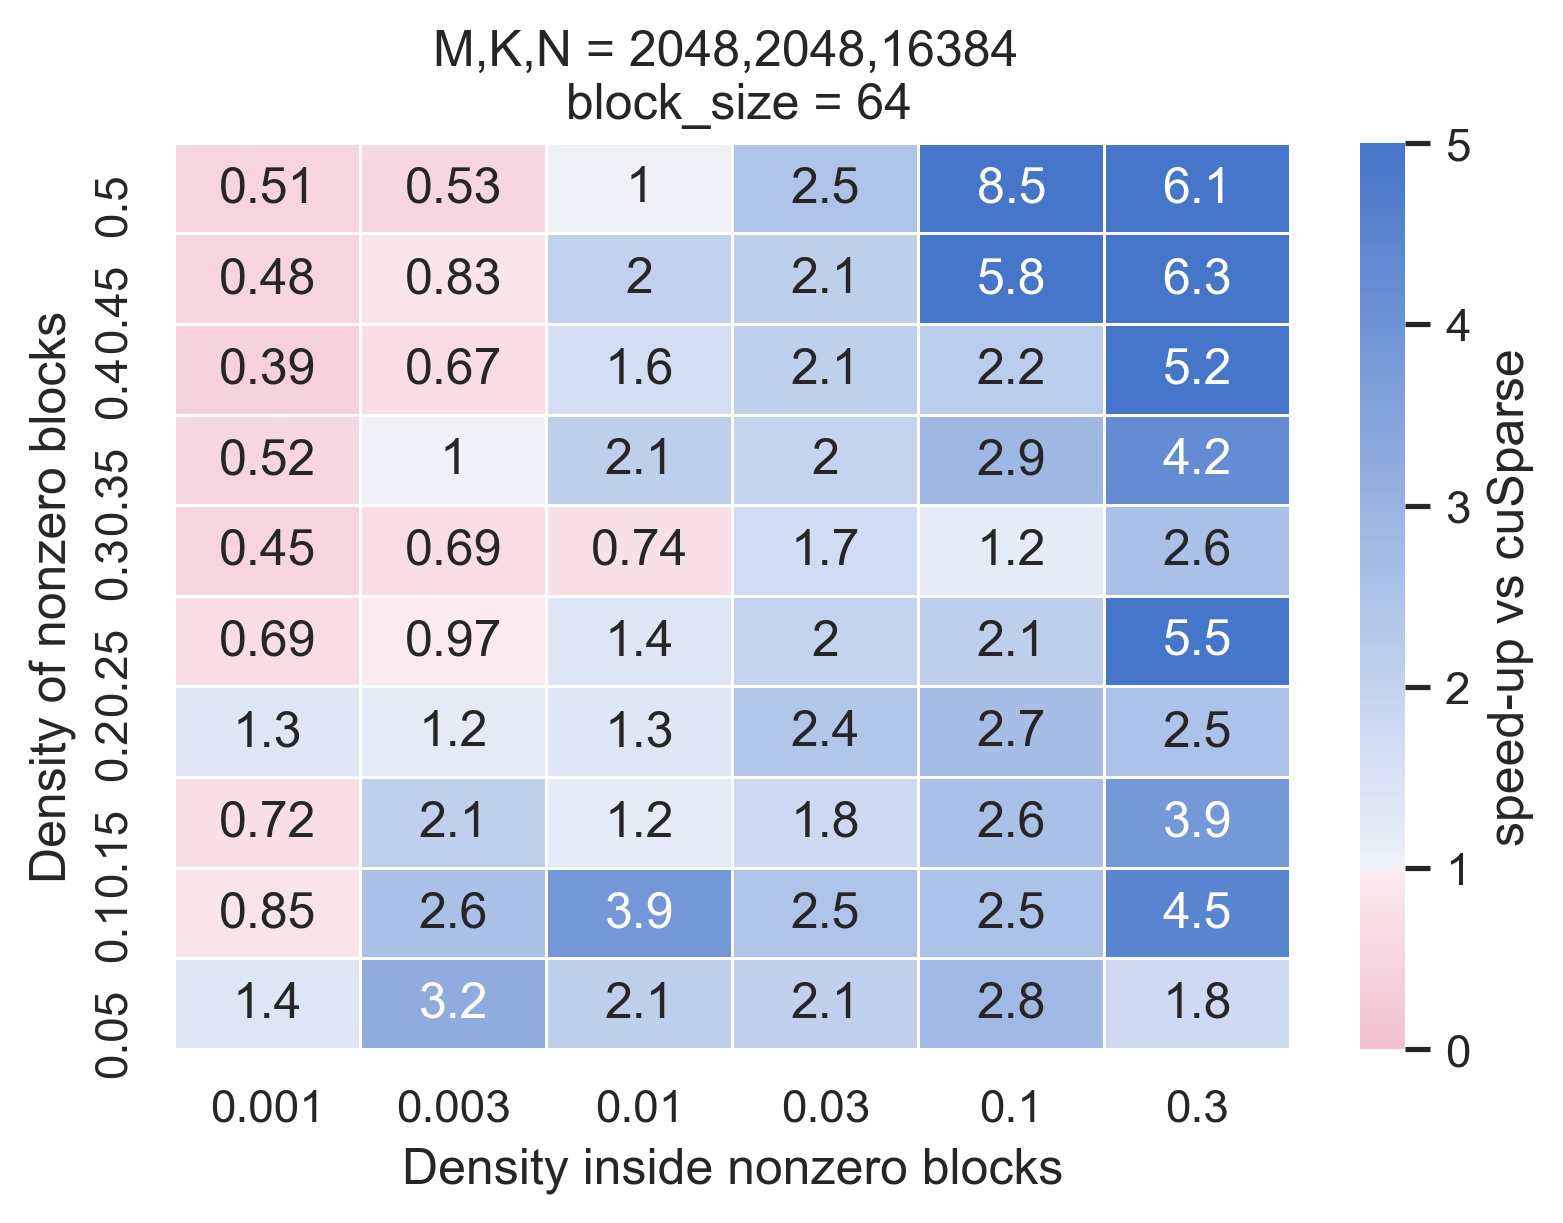 M,K,N = 2048,2048,16384
block_size = 64
0.5 0.51 0.53 1 2.5 8.5 6.1
0.45 0.48 0.83 2 2.1 5.8 6.3
0.4 0.39 0.67 1.6 2.1 2.2 5.2
0.35 0.52 1 2.1 2 2.9 4.2
0.3 0.45 0.69 0.74 1.7 1.2 2.6
0.25 0.69 0.97 1.4 2 2.1 5.5
0.2 1.3 1.2 1.3 2.4 2.7 2.5
0.15 0.72 2.1 1.2 1.8 2.6 3.9
0.1 0.85 2.6 3.9 2.5 2.5 4.5
0.05 1.4 3.2 2.1 2.1 2.8 1.8
0.001 0.003 0.01 0.03 0.1 0.3
Density inside nonzero blocks
Density of nonzero blocks
5
4
3
2
1
0
speed-up vs cuSparse